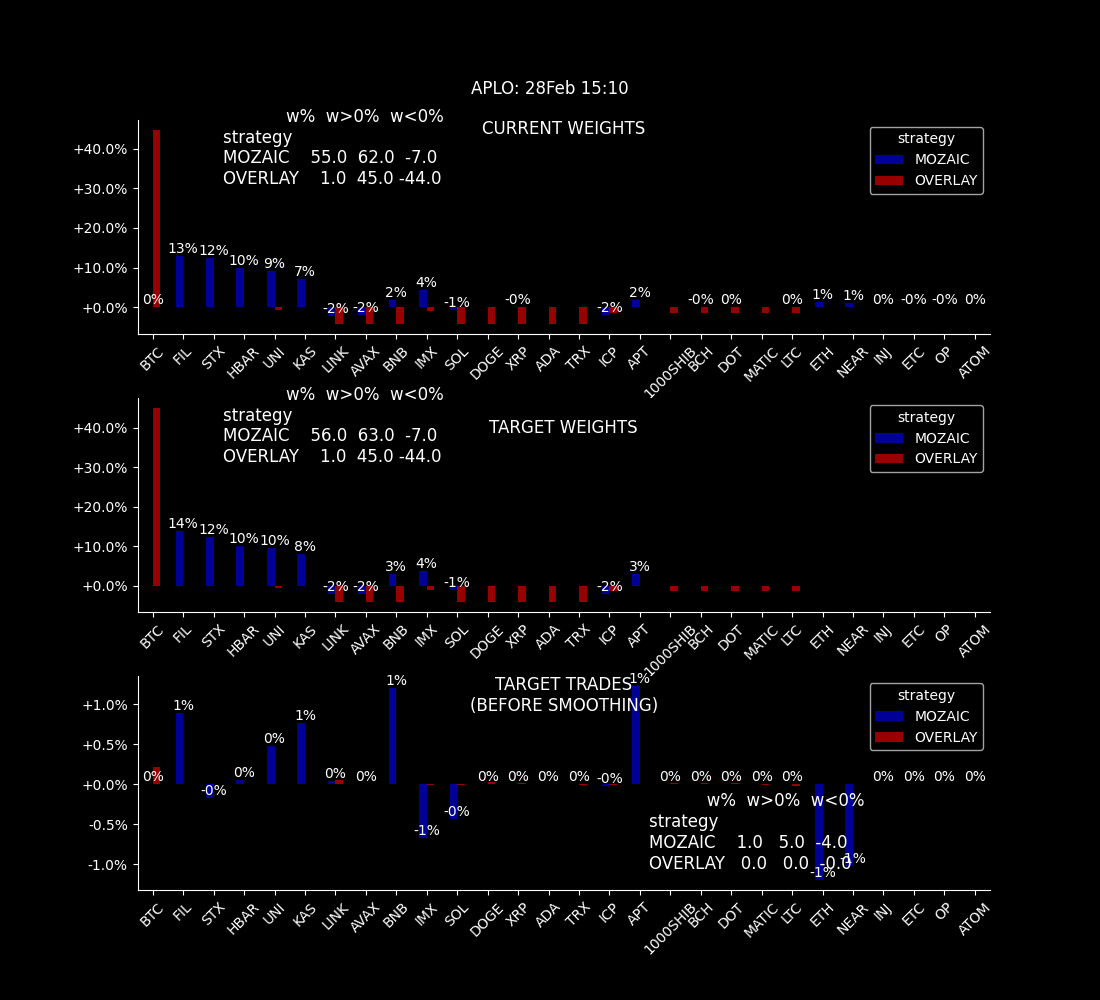 APLO: 28Feb 15:10
CURRENT WEIGHTS
w% w>0% w<0%
strategy
MOZAIC 55.0 62.0 -7.0
OVERLAY 1.0 45.0 -44.0
strategy
MOZAIC
OVERLAY
+40.0%
+30.0%
+20.0%
+10.0%
+0.0%
0% 13% 12% 10% 9% 7% -2% -2% 2% 4% -1% -0% -2% 2% -0% 0% 0% 1% 1% 0% -0% -0% 0%
BTC FIL STX HBAR UNI KAS LINK AVAX BNB IMX SOL DOGE XRP ADA TRX ICP APT 1000SHIB BCH DOT MATIC LTC ETH NEAR INJ ETC OP ATOM
TARGET WEIGHTS
w% w>0% w<0%
strategy
MOZAIC 56.0 63.0 -7.0
OVERLAY 1.0 45.0 -44.0
strategy
MOZAIC
OVERLAY
+40.0%
+30.0%
+20.0%
+10.0%
+0.0%
14% 12% 10% 10% 8% -2% -2% 3% 4% -1% -2% 3%
BTC FIL STX HBAR UNI KAS LINK AVAX BNB IMX SOL DOGE XRP ADA TRX ICP APT 1000SHIB BCH DOT MATIC LTC ETH NEAR INJ ETC OP ATOM
TARGET TRADES
(BEFORE SMOOTHING)
strategy
MOZAIC
OVERLAY
+1.0%
+0.5%
+0.0%
-0.5%
-1.0%
0% 1% -0% 0% 0% 1% 0% 0% 1% -1% -0% 0% 0% 0% 0% -0% 1% 0% 0% 0% 0% 0% -1% -1% 0% 0% 0% 0%
w% w>0% w<0%
strategy
MOZAIC 1.0 5.0 -4.0
OVERLAY 0.0 0.0 -0.0
BTC FIL STX HBAR UNI KAS LINK AVAX BNB IMX SOL DOGE XRP ADA TRX ICP APT 1000SHIB BCH DOT MATIC LTC ETH NEAR INJ ETC OP ATOM